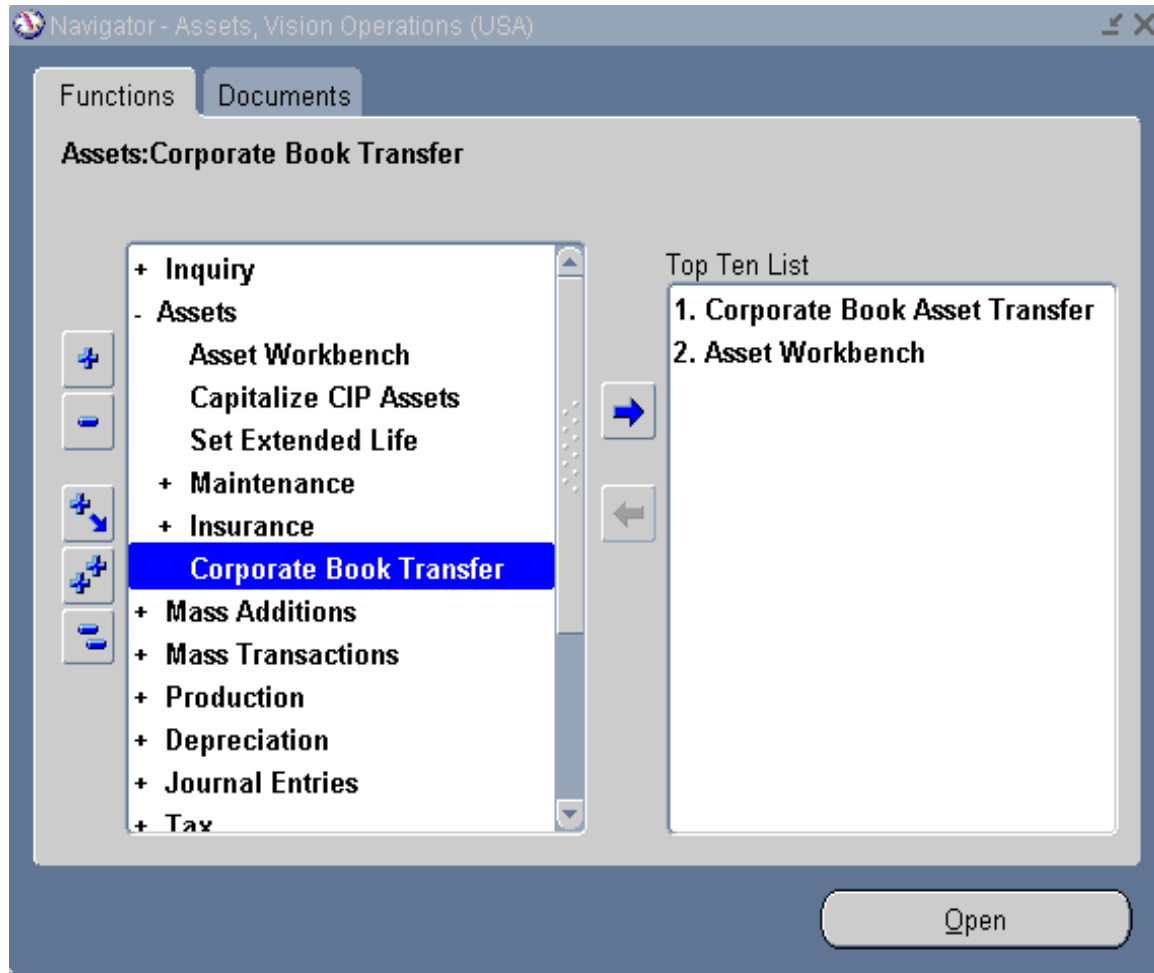 Navigator - Assets, Vision Operations (USA)
Functions
Documents
Assets:Corporate Book Transfer
+ Inquiry
- Assets
Asset Workbench
Capitalize CIP Assets
Set Extended Life
+ Maintenance
+ Insurance
Corporate Book Transfer
+ Mass Additions
+ Mass Transactions
+ Production
+ Depreciation
+ Journal Entries
+ Tax
Top Ten List
1. Corporate Book Asset Transfer
2. Asset Workbench
Open